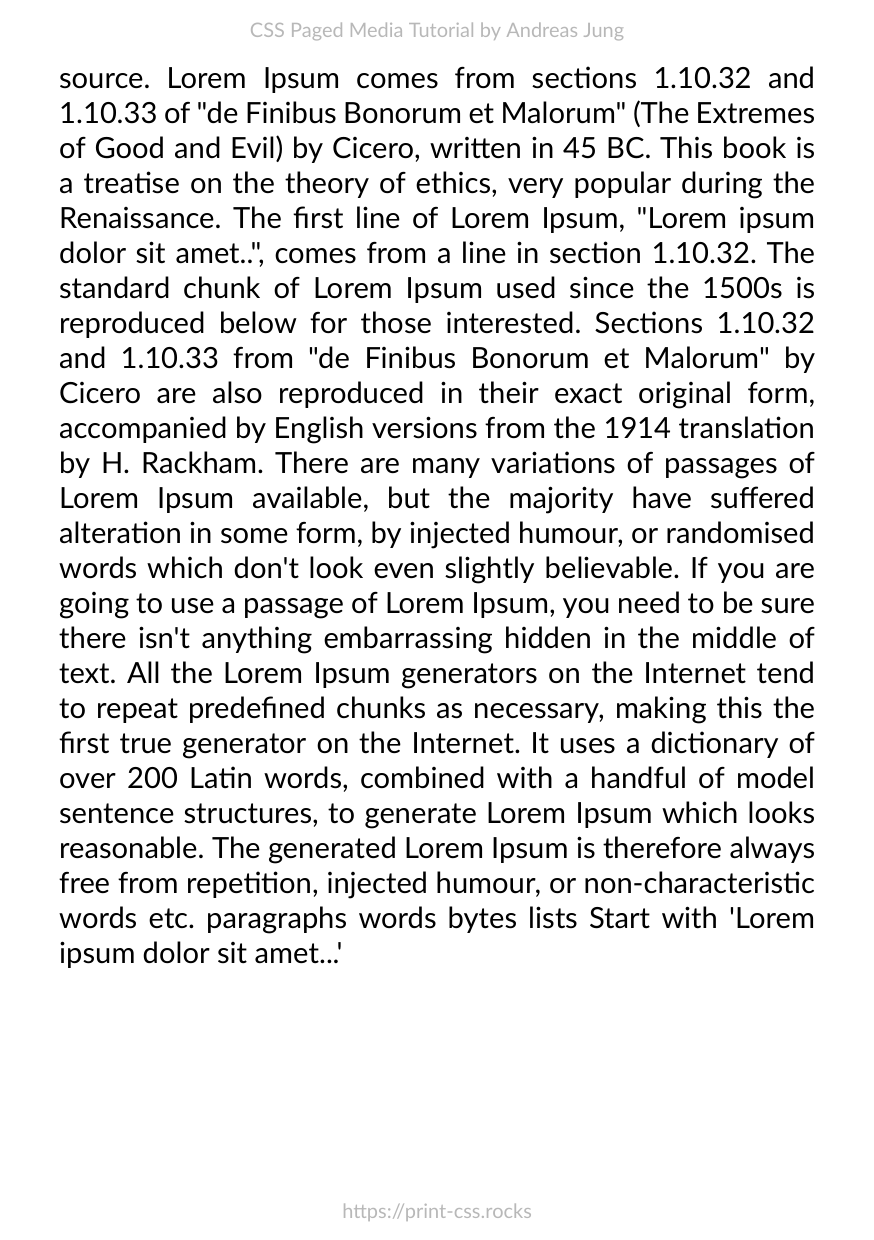 CSS Paged Media Tutorial by Andreas Jung
source. Lorem Ipsum comes from sections 1.10.32 and
1.10.33 of "de Finibus Bonorum et Malorum" (The Extremes
of Good and Evil) by Cicero, written in 45 BC. This book is
a treatise on the theory of ethics, very popular during the
Renaissance. The first line of Lorem Ipsum, "Lorem ipsum
dolor sit amet..", comes from a line in section 1.10.32. The
standard chunk of Lorem Ipsum used since the 1500s is
reproduced below for those interested. Sections 1.10.32
and 1.10.33 from "de Finibus Bonorum et Malorum" by
Cicero are also reproduced in their exact original form,
accompanied by English versions from the 1914 translation
by H. Rackham. There are many variations of passages of
Lorem Ipsum available, but the majority have suffered
alteration in some form, by injected humour, or randomised
words which don't look even slightly believable. If you are
going to use a passage of Lorem Ipsum, you need to be sure
there isn't anything embarrassing hidden in the middle of
text. All the Lorem Ipsum generators on the Internet tend
to repeat predefined chunks as necessary, making this the
first true generator on the Internet. It uses a dictionary of
over 200 Latin words, combined with a handful of model
sentence structures, to generate Lorem Ipsum which looks
reasonable. The generated Lorem Ipsum is therefore always
free from repetition, injected humour, or non-characteristic
words etc. paragraphs words bytes lists Start with 'Lorem
ipsum dolor sit amet...'
https://print-css.rocks